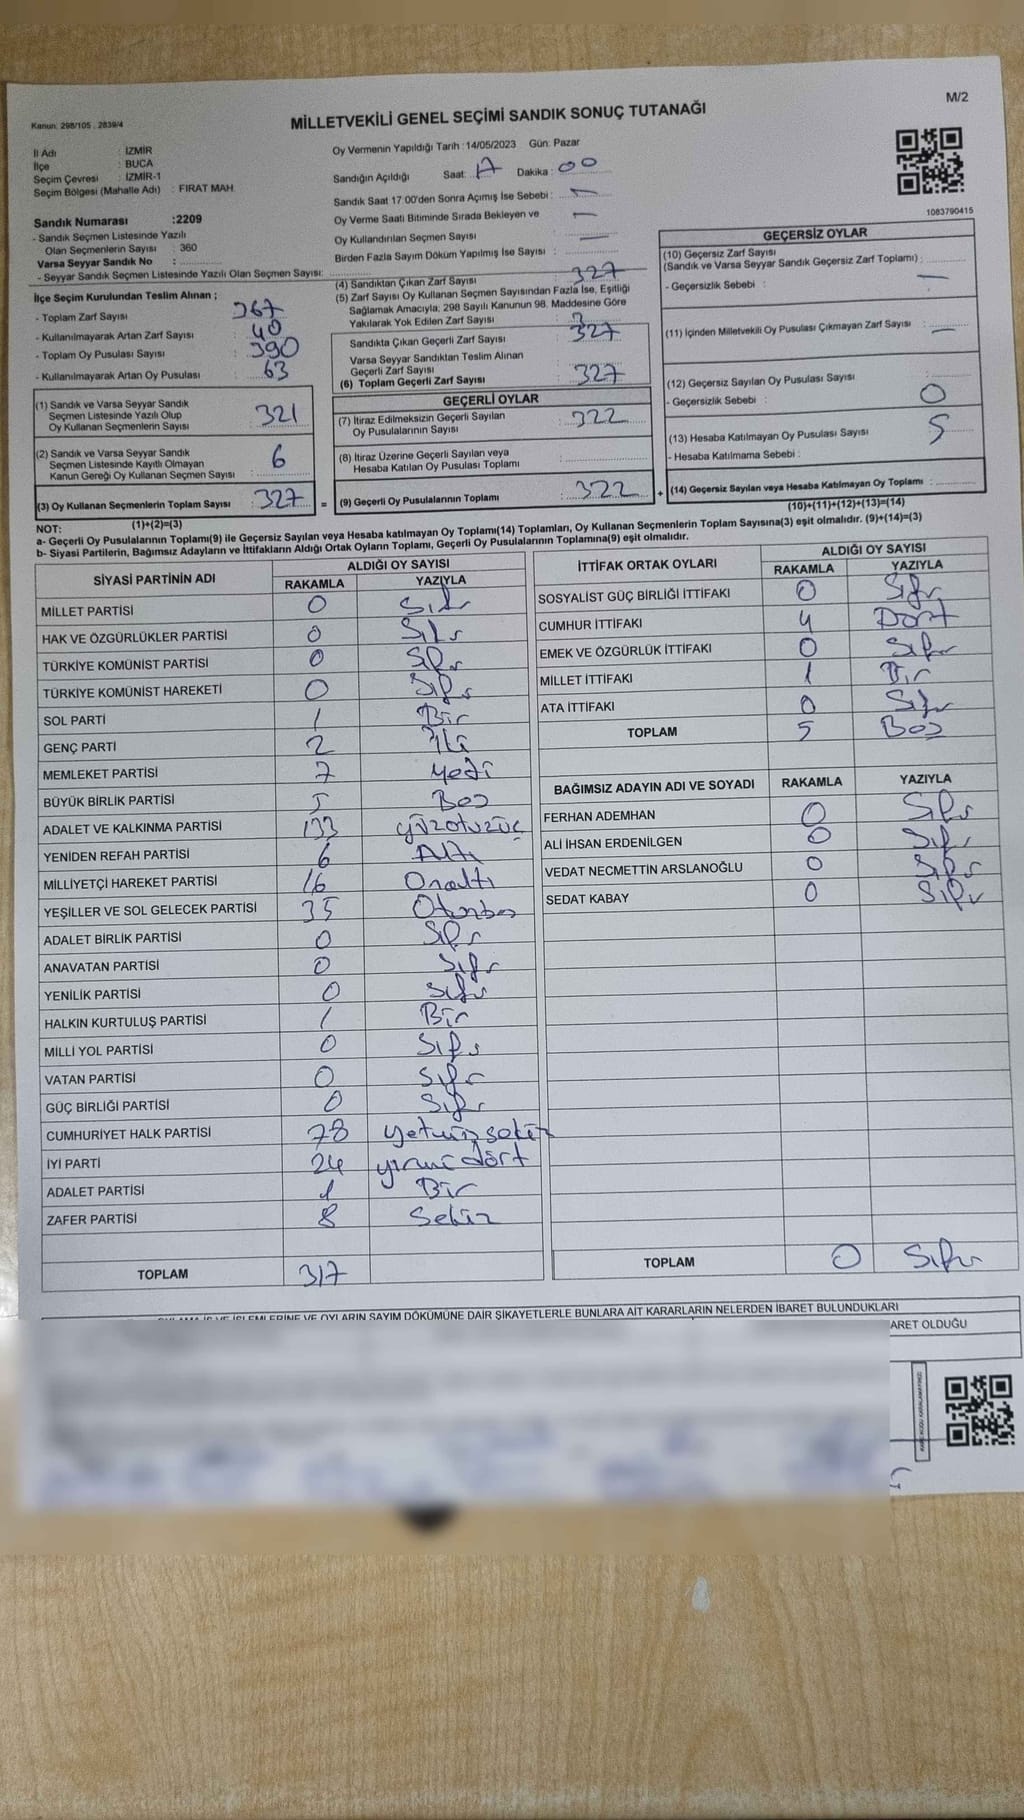 M/2
Kanun: 298/105 , 2839/4
MİLLETVEKİLİ GENEL SEÇİMİ SANDIK SONUÇ TUTANAĞI
İl Adı : İZMİR
İlçe : BUCA
Seçim Çevresi : İZMİR-1
Seçim Bölgesi (Mahalle Adı) : FIRAT MAH.
Sandık Numarası :2209
- Sandık Seçmen Listesinde Yazılı
Olan Seçmenlerin Sayısı : 360
Varsa Seyyar Sandık No :
- Seyyar Sandık Seçmen Listesinde Yazılı Olan Seçmen Sayısı:
Oy Vermenin Yapıldığı Tarih :14/05/2023 Gün: Pazar
Sandığın Açıldığı Saat: 17 Dakika: 00
Sandık Saat 17:00'den Sonra Açımış İse Sebebi : —
Oy Verme Saati Bitiminde Sırada Bekleyen ve —
Oy Kullandırılan Seçmen Sayısı : —
Birden Fazla Sayım Döküm Yapılmış İse Sayısı :
1083790415
İlçe Seçim Kurulundan Teslim Alınan ;
- Toplam Zarf Sayısı : 367
- Kullanılmayarak Artan Zarf Sayısı : 40
- Toplam Oy Pusulası Sayısı : 390
- Kullanılmayarak Artan Oy Pusulası : 63
(1) Sandık ve Varsa Seyyar Sandık
Seçmen Listesinde Yazılı Olup
Oy Kullanan Seçmenlerin Sayısı : 321
(2) Sandık ve Varsa Seyyar Sandık
Seçmen Listesinde Kayıtlı Olmayan
Kanun Gereği Oy Kullanan Seçmen Sayısı : 6
(3) Oy Kullanan Seçmenlerin Toplam Sayısı : 327 =
(1)+(2)=(3)
(4) Sandıktan Çıkan Zarf Sayısı : 327
(5) Zarf Sayısı Oy Kullanan Seçmen Sayısından Fazla İse, Eşitliği
Sağlamak Amacıyla, 298 Sayılı Kanunun 98. Maddesine Göre
Yakılarak Yok Edilen Zarf Sayısı :
Sandıkta Çıkan Geçerli Zarf Sayısı : 327
Varsa Seyyar Sandıktan Teslim Alınan
Geçerli Zarf Sayısı :
(6) Toplam Geçerli Zarf Sayısı : 327
GEÇERLİ OYLAR
(7) İtiraz Edilmeksizin Geçerli Sayılan
Oy Pusulalarının Sayısı : 322
(8) İtiraz Üzerine Geçerli Sayılan veya
Hesaba Katılan Oy Pusulası Toplamı :
(9) Geçerli Oy Pusulalarının Toplamı : 322 +
GEÇERSİZ OYLAR
(10) Geçersiz Zarf Sayısı
(Sandık ve Varsa Seyyar Sandık Geçersiz Zarf Toplamı) :
- Geçersizlik Sebebi : —
(11) İçinden Milletvekili Oy Pusulası Çıkmayan Zarf Sayısı : —
(12) Geçersiz Sayılan Oy Pusulası Sayısı :
- Geçersizlik Sebebi : 0
(13) Hesaba Katılmayan Oy Pusulası Sayısı : 5
- Hesaba Katılmama Sebebi :
(14) Geçersiz Sayılan veya Hesaba Katılmayan Oy Toplamı :
(10)+(11)+(12)+(13)=(14)
NOT:
a- Geçerli Oy Pusulalarının Toplamı(9) ile Geçersiz Sayılan veya Hesaba katılmayan Oy Toplamı(14) Toplamları, Oy Kullanan Seçmenlerin Toplam Sayısına(3) eşit olmalıdır. (9)+(14)=(3)
b- Siyasi Partilerin, Bağımsız Adayların ve İttifakların Aldığı Ortak Oyların Toplamı, Geçerli Oy Pusulalarının Toplamına(9) eşit olmalıdır.
SİYASİ PARTİNİN ADI ALDIĞI OY SAYISI
RAKAMLA YAZIYLA
MİLLET PARTİSİ 0 Sıfır
HAK VE ÖZGÜRLÜKLER PARTİSİ 0 Sıfır
TÜRKİYE KOMÜNİST PARTİSİ 0 Sıfır
TÜRKİYE KOMÜNİST HAREKETİ 0 Sıfır
SOL PARTİ 1 Bir
GENÇ PARTİ 2 İki
MEMLEKET PARTİSİ 7 Yedi
BÜYÜK BİRLİK PARTİSİ 5 Beş
ADALET VE KALKINMA PARTİSİ 133 yüzotuzüç
YENİDEN REFAH PARTİSİ 6 Altı
MİLLİYETÇİ HAREKET PARTİSİ 16 Onaltı
YEŞİLLER VE SOL GELECEK PARTİSİ 35 Otuzbeş
ADALET BİRLİK PARTİSİ 0 Sıfır
ANAVATAN PARTİSİ 0 Sıfır
YENİLİK PARTİSİ 0 Sıfır
HALKIN KURTULUŞ PARTİSİ 1 Bir
MİLLİ YOL PARTİSİ 0 Sıfır
VATAN PARTİSİ 0 Sıfır
GÜÇ BİRLİĞİ PARTİSİ 0 Sıfır
CUMHURİYET HALK PARTİSİ 78 yetmişsekiz
İYİ PARTİ 24 yirmidört
ADALET PARTİSİ 1 Bir
ZAFER PARTİSİ 8 Sekiz
TOPLAM 317
İTTİFAK ORTAK OYLARI ALDIĞI OY SAYISI
RAKAMLA YAZIYLA
SOSYALİST GÜÇ BİRLİĞİ İTTİFAKI 0 Sıfır
CUMHUR İTTİFAKI 4 Dört
EMEK VE ÖZGÜRLÜK İTTİFAKI 0 Sıfır
MİLLET İTTİFAKI 1 Bir
ATA İTTİFAKI 0 Sıfır
TOPLAM 5 Beş
BAĞIMSIZ ADAYIN ADI VE SOYADI RAKAMLA YAZIYLA
FERHAN ADEMHAN 0 Sıfır
ALİ İHSAN ERDENİLGEN 0 Sıfır
VEDAT NECMETTİN ARSLANOĞLU 0 Sıfır
SEDAT KABAY 0 Sıfır
TOPLAM 0 Sıfır
İŞLEMLERİNE VE OYLARIN SAYIM DÖKÜMÜNE DAİR ŞİKAYETLERLE BUNLARA AİT KARARLARIN NELERDEN İBARET BULUNDUKLARI
ARET OLDUĞU